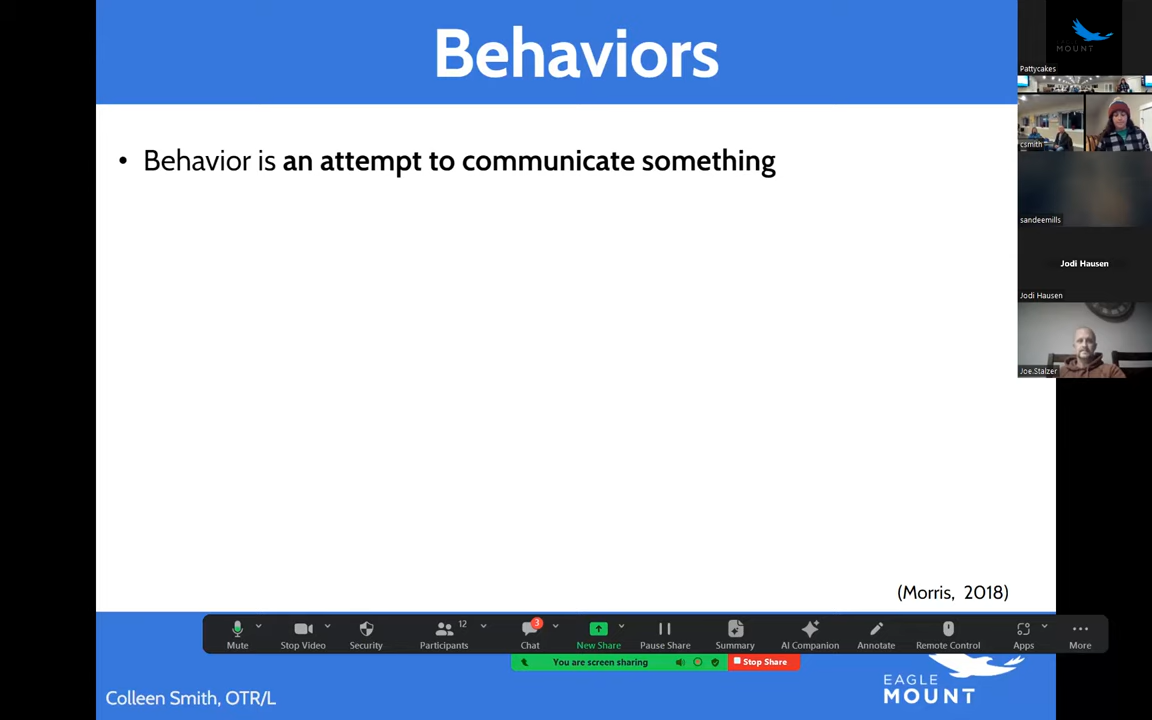 Behaviors
• Behavior is an attempt to communicate something
(Morris, 2018)
Colleen Smith, OTR/L
EAGLE
MOUNT
MOUNT
Pattycakes
csmith
sandeemills
Jodi Hausen
Jodi Hausen
Joe.Stalzer
12
3
Mute
Stop Video
Security
Participants
Chat
New Share
Pause Share
Summary
AI Companion
Annotate
Remote Control
Apps
More
You are screen sharing
Stop Share